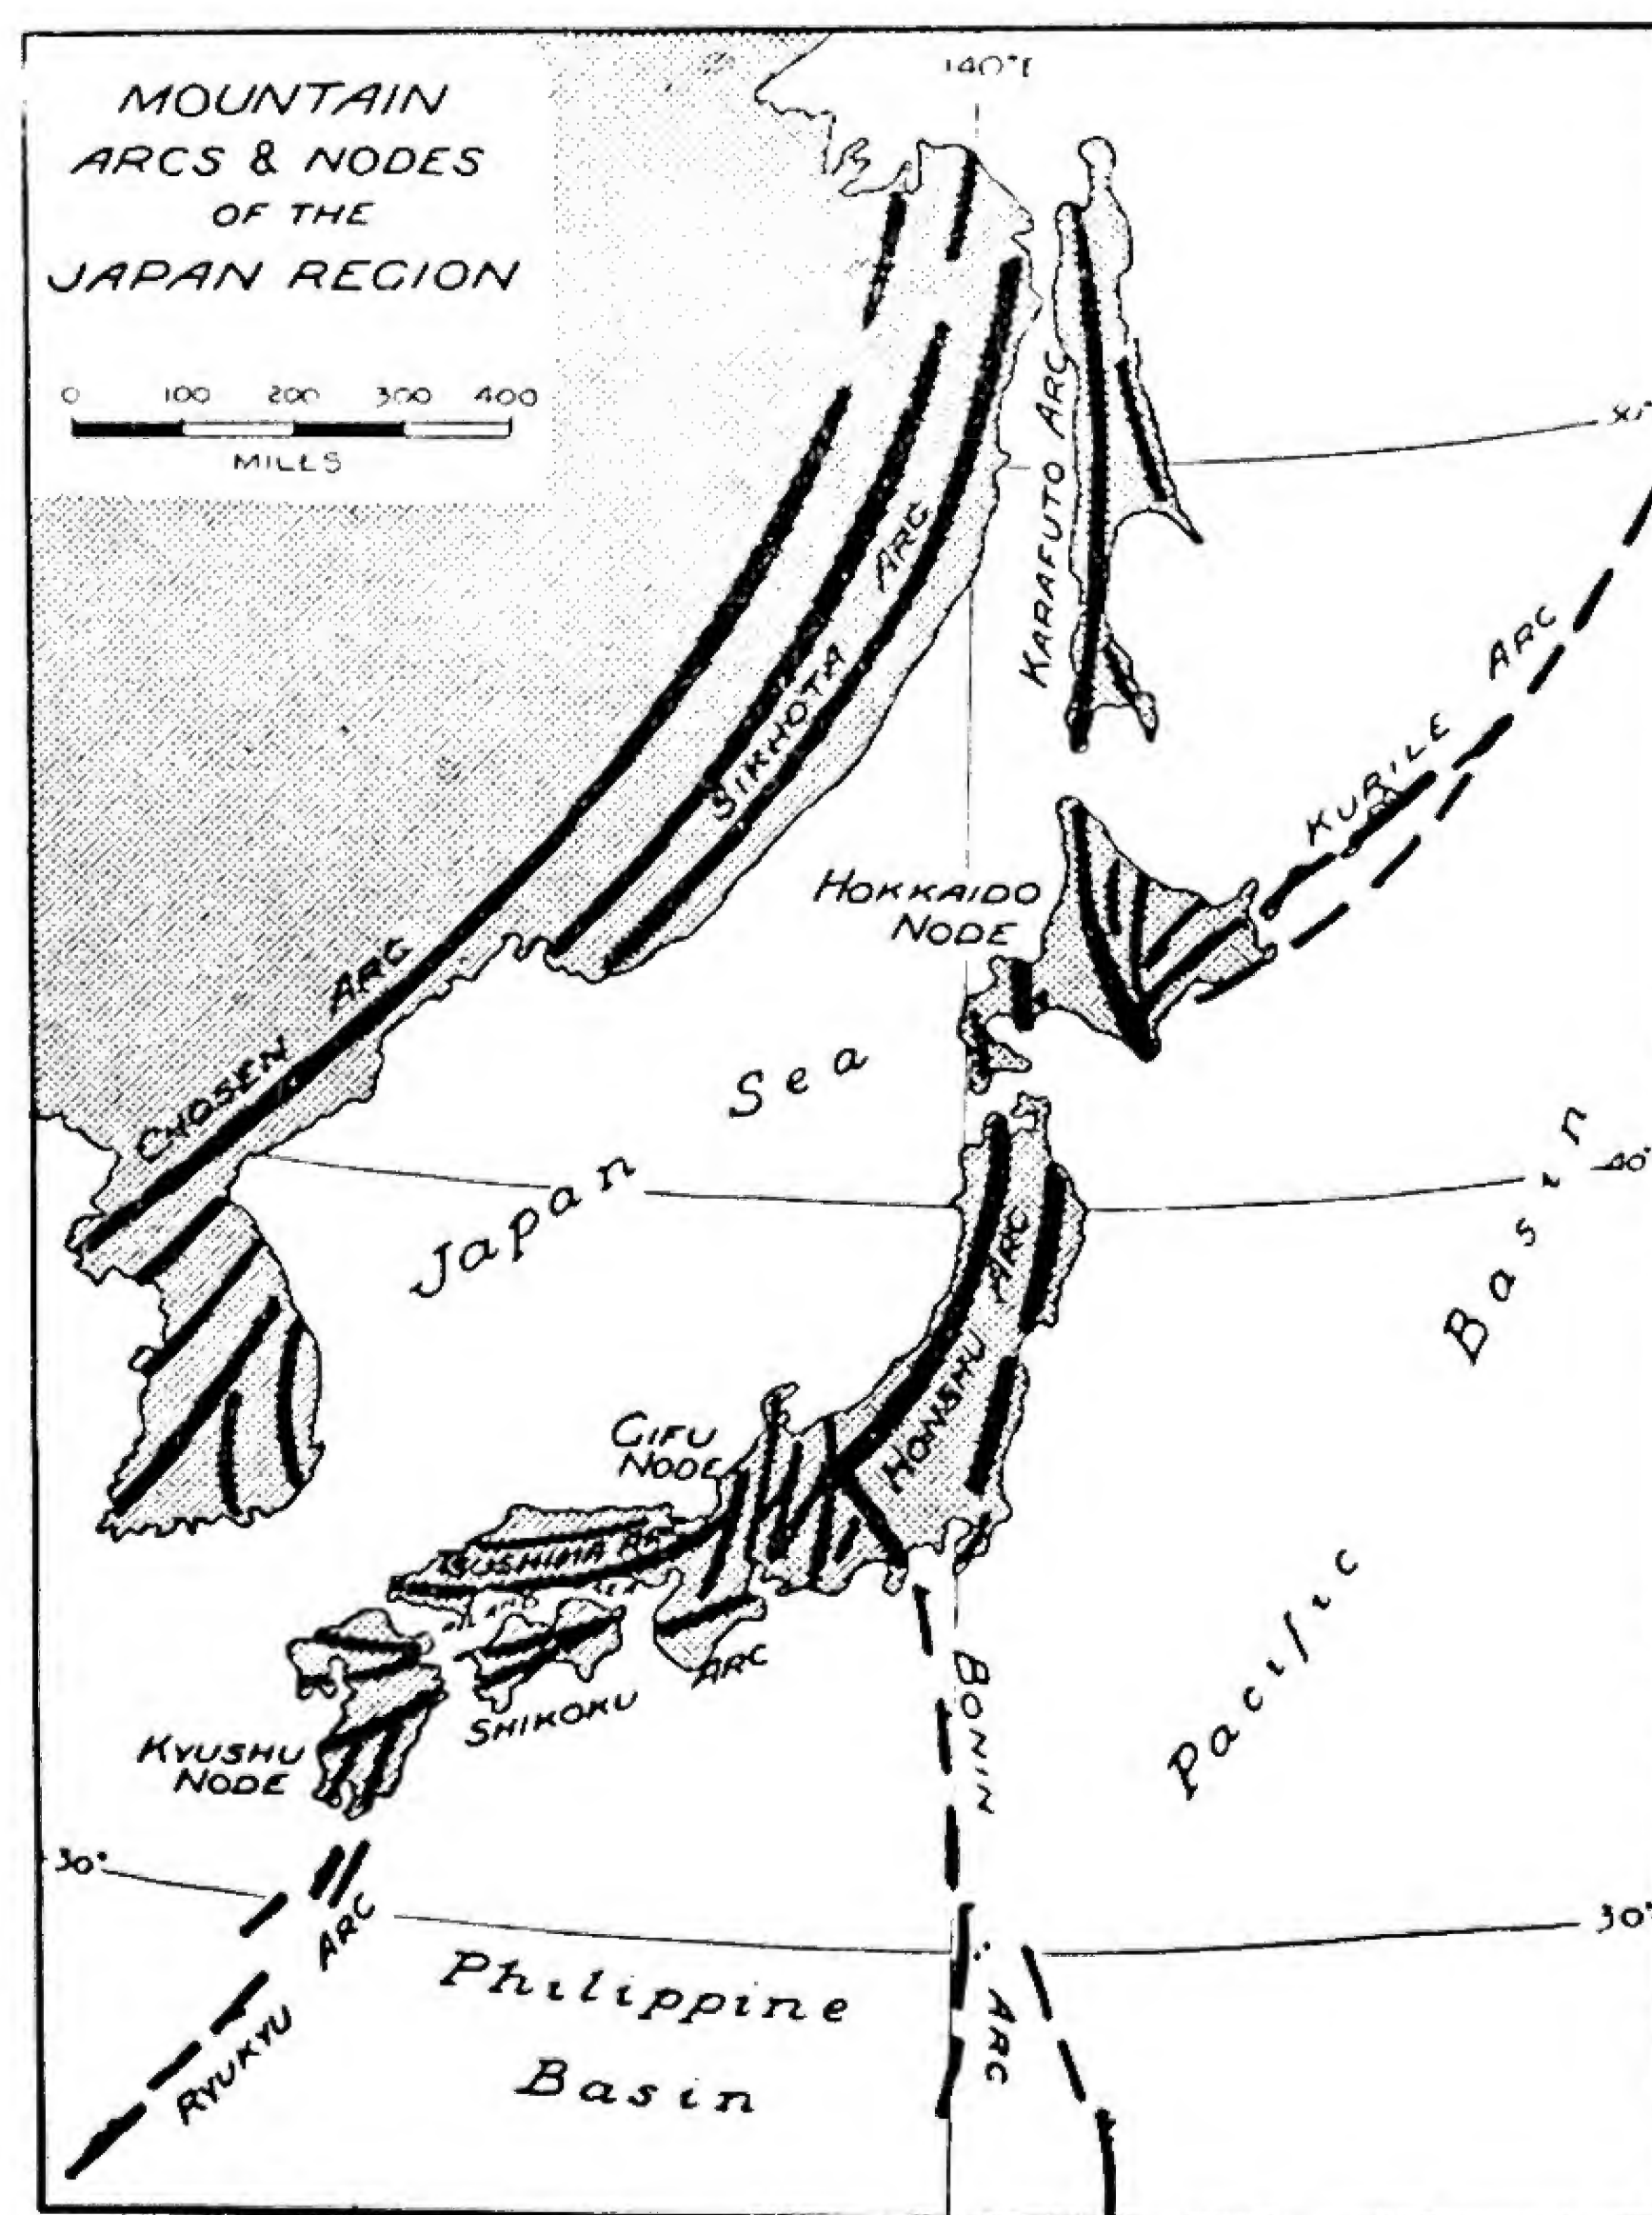 MOUNTAIN
ARCS & NODES
OF THE
JAPAN REGION
0 100 200 300 400
MILES
140°E
KARAFUTO ARC
SIKHOTA ARC
KURILE ARC
HOKKAIDO
NODE
CHOSEN ARC
Japan Sea
40°
HONSHU ARC
GIFU
NODE
TSUSHIMA
SHIKOKU ARC
KYUSHU
NODE
BONIN ARC
Pacific Basin
30°
30°
RYUKYU ARC
Philippine
Basin